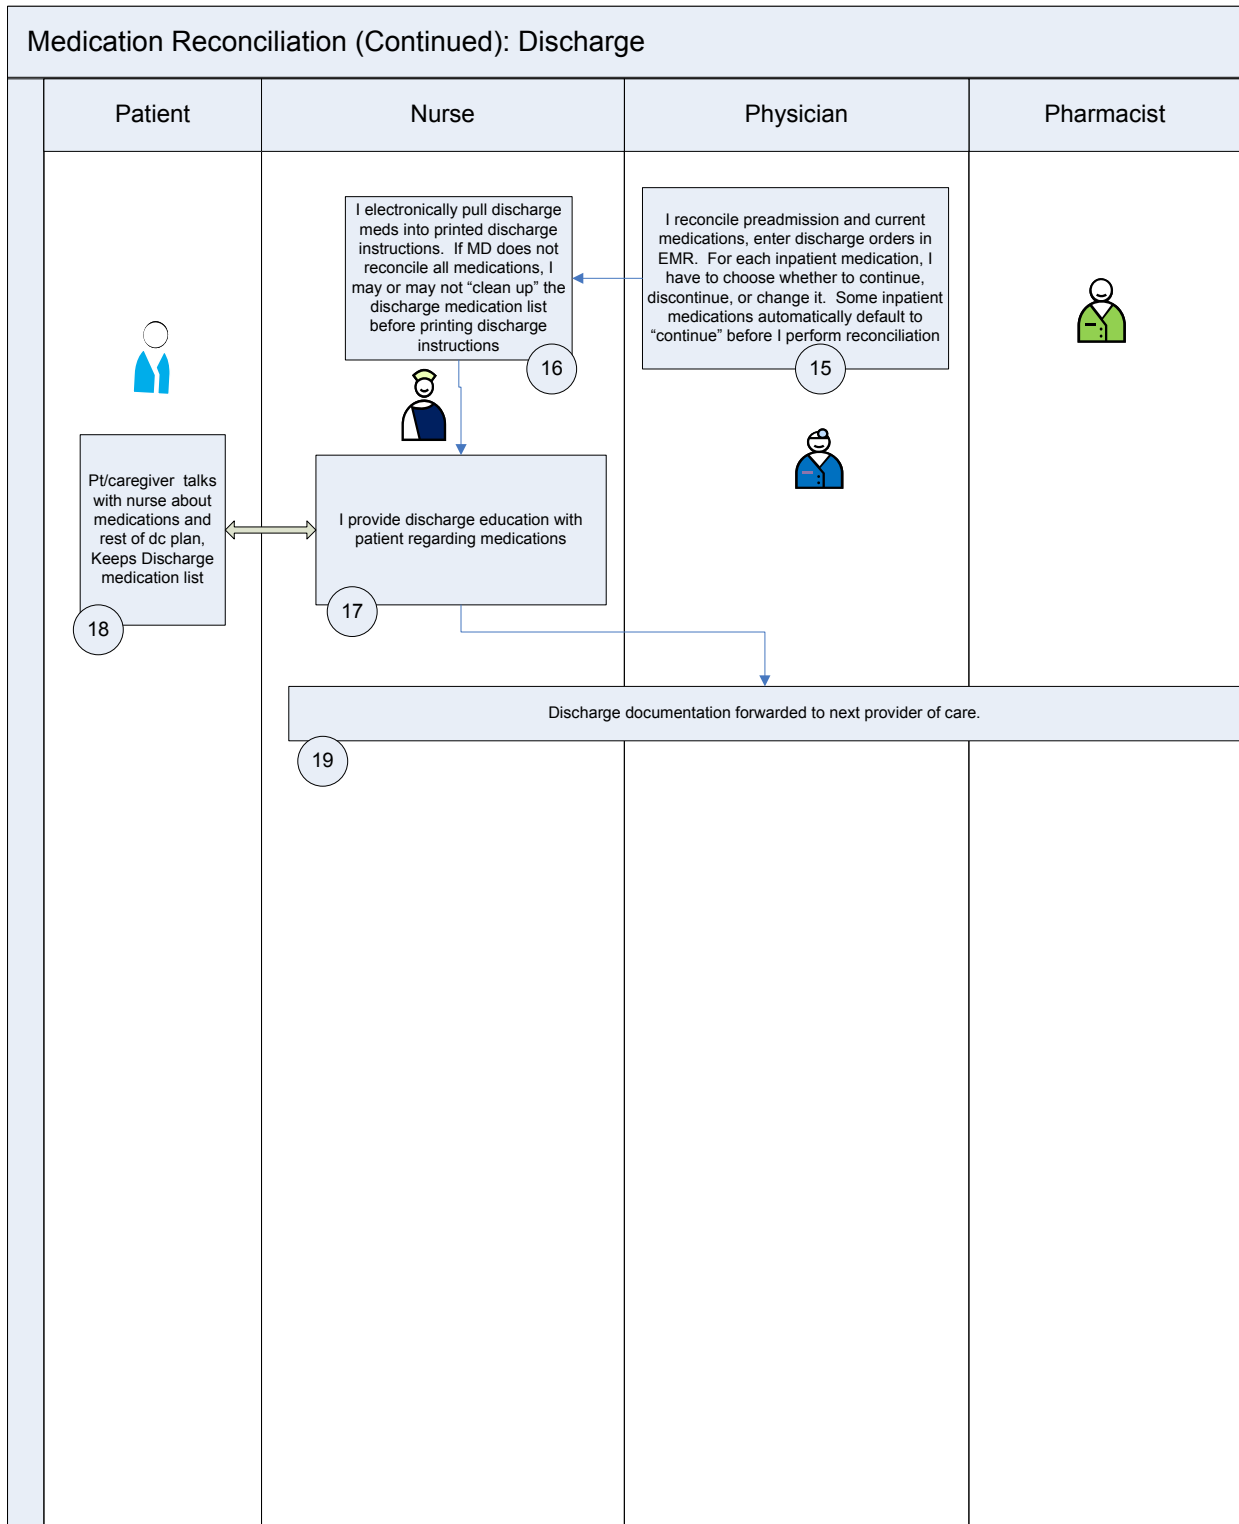 Medication Reconciliation (Continued): Discharge
Patient
Nurse
Physician
Pharmacist
I reconcile preadmission and current
medications, enter discharge orders in
EMR.  For each inpatient medication, I
have to choose whether to continue,
discontinue, or change it.  Some inpatient
medications automatically default to
“continue” before I perform reconciliation
15
I electronically pull discharge
meds into printed discharge
instructions.  If MD does not
reconcile all medications, I
may or may not “clean up” the
discharge medication list
before printing discharge
instructions
16
I provide discharge education with
patient regarding medications
17
Pt/caregiver  talks
with nurse about
medications and
rest of dc plan,
Keeps Discharge
medication list
18
Discharge documentation forwarded to next provider of care.
19